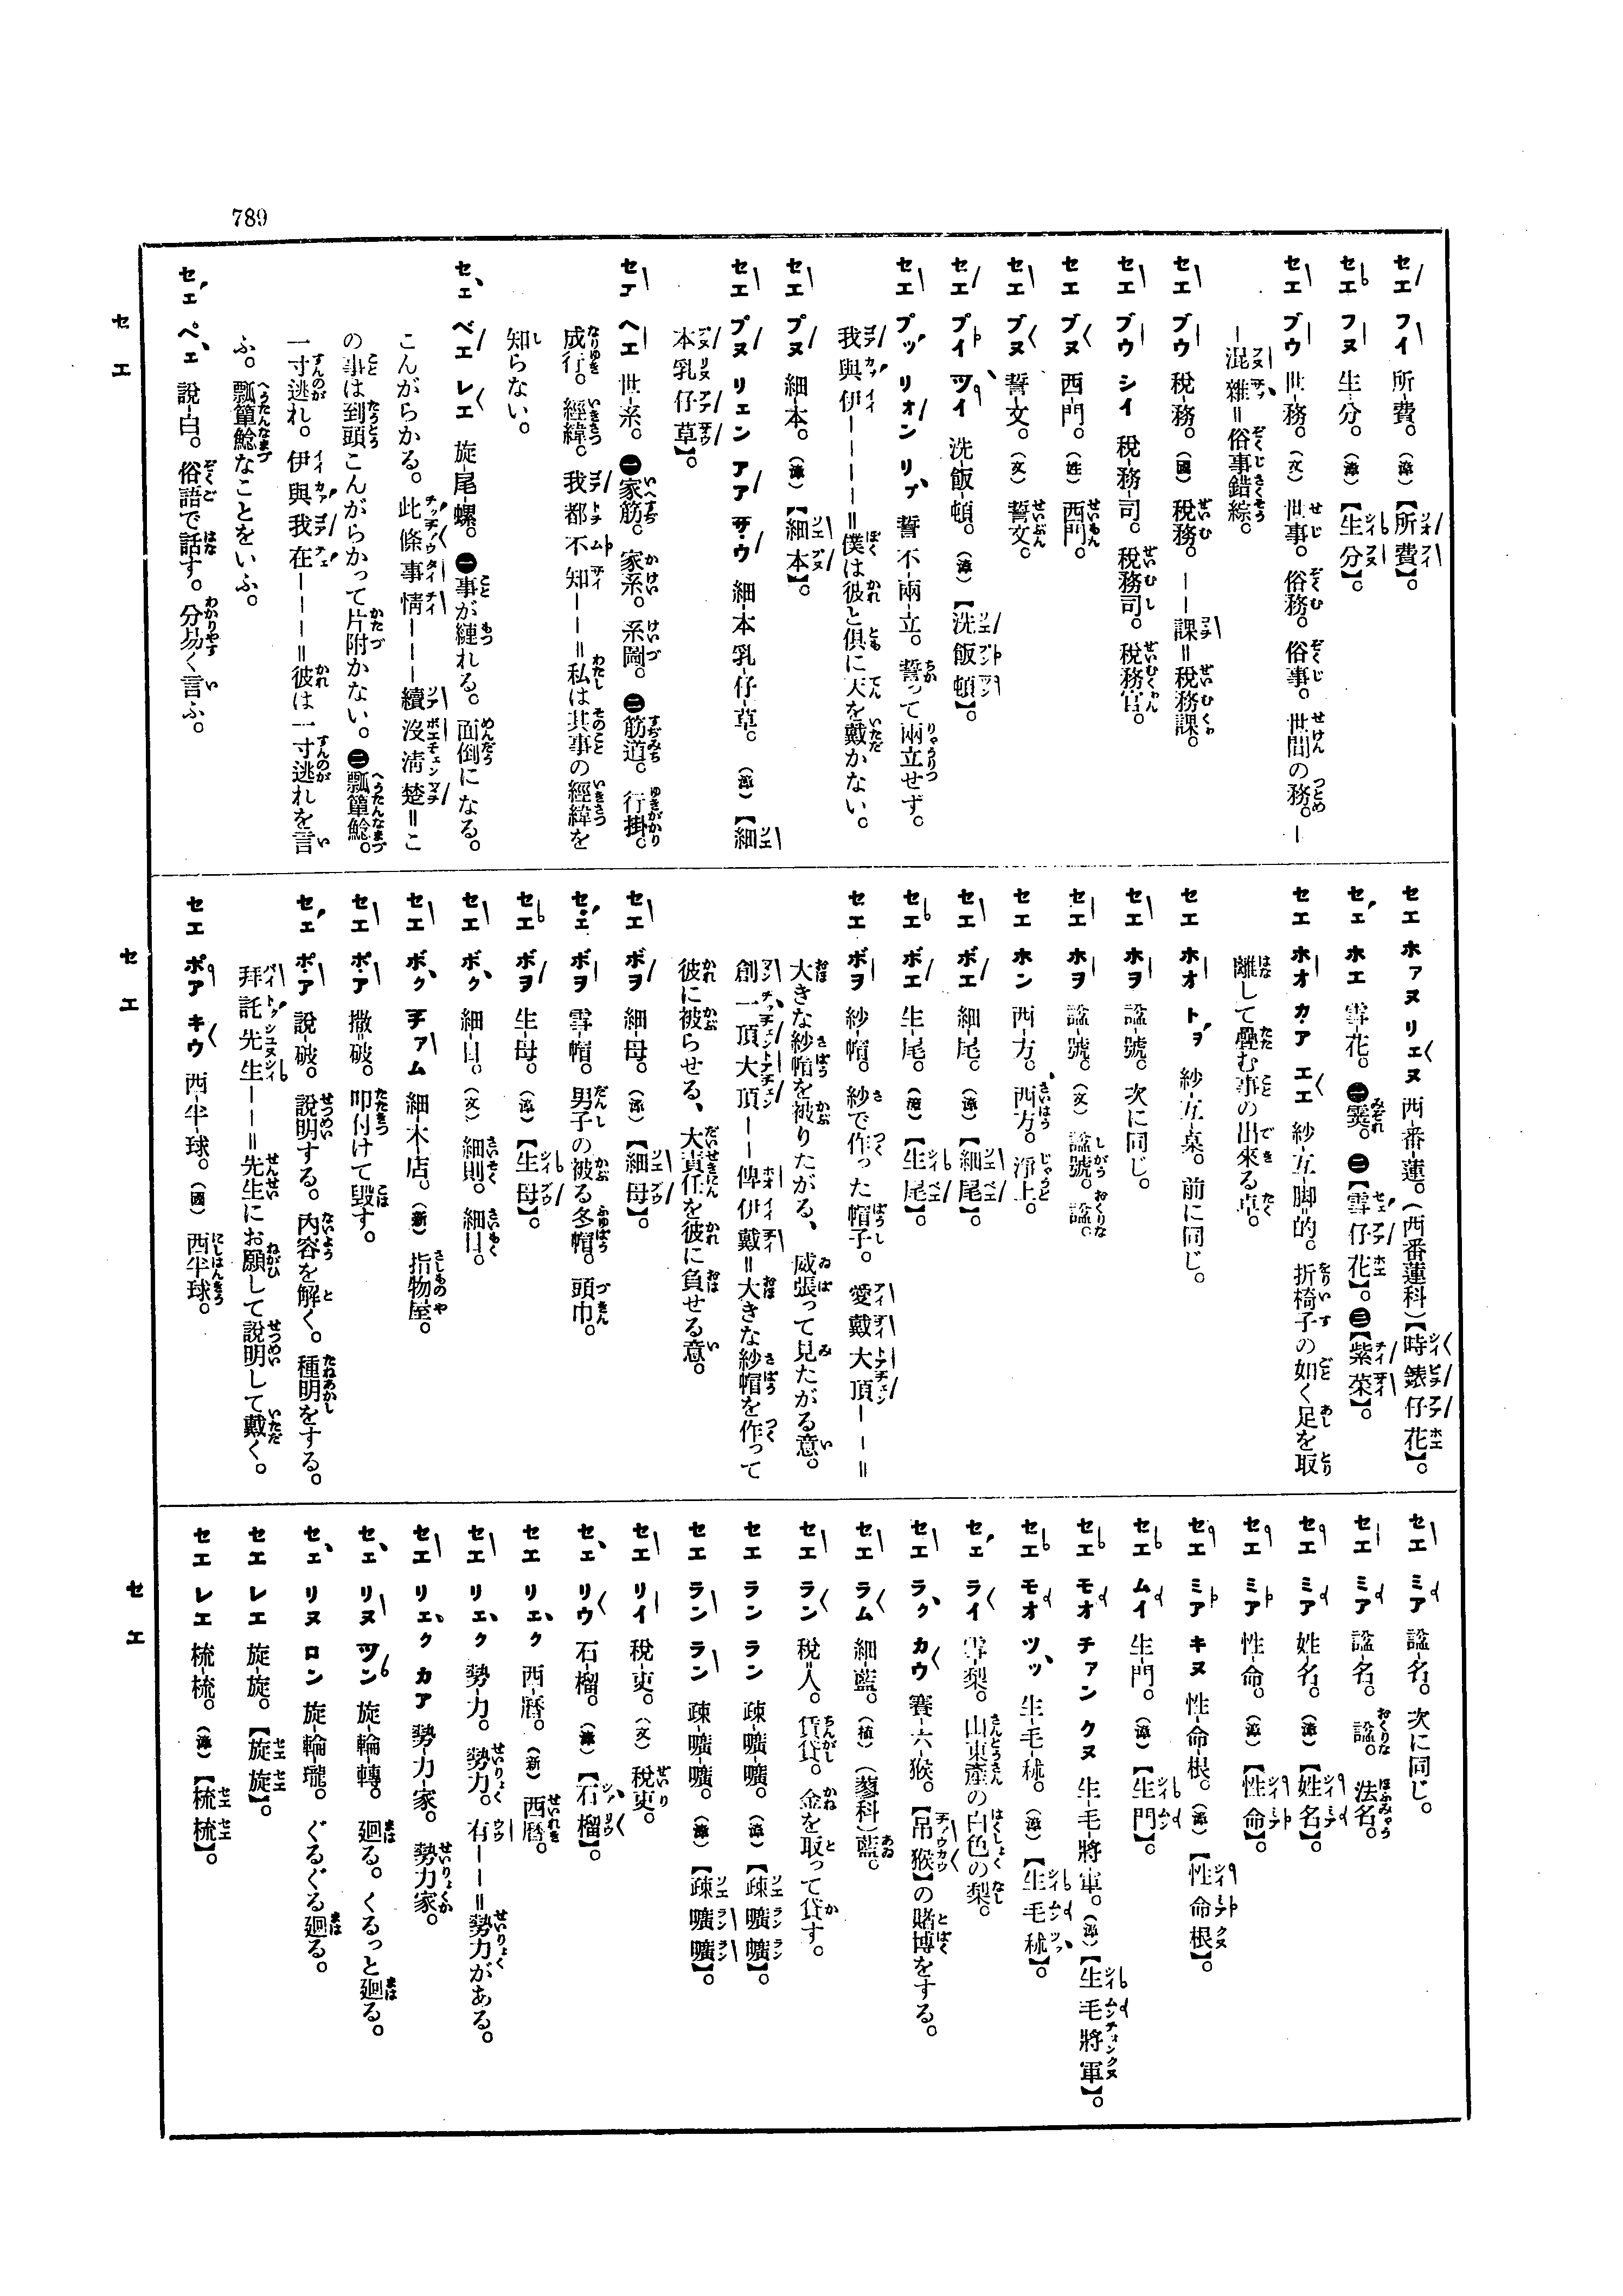 789
セエ フイ 所-費。(漳)【所費】。
セエ フヌ 生-分。(漳)【生分】。
セエ ブウ 世-務。(文) 世事。俗務。俗事。世間の務。—
—混雜=俗事錯綜。
セエ ブウ 稅-務。(國) 稅務。——課=稅務課。
セエ ブウ シイ 稅-務-司。稅務司。稅務官。
セエ ブヌ 西-門。(姓) 西門。
セエ ブヌ 誓-文。(文) 誓文。
セエ プイ ツイ 洗-飯-頓。(漳)【洗飯頓】。
セエ プッ リオン リプ 誓-不-兩-立。誓って兩立せず。
我與伊————=僕は彼と倶に天を戴かない。
セエ プヌ 細-本。(漳)【細本】。
セエ プヌ リェン アア ザウ 細-本-乳-仔-草。(漳)【細
本乳仔草】。
セエ ヘエ 世-系。㊀家筋。家系。系圖。㊁筋道。行掛。
成行。經緯。我都不知——=私は其事の經緯を
知らない。
セェ ベエ レエ 旋-尾-螺。㊀事が縺れる。面倒になる。
こんがらかる。此條事情———續沒淸楚=こ
の事は到頭こんがらかって片附かない。㊁瓢簞鯰。
一寸逃れ。伊與我在———=彼は一寸逃れを言
ふ。瓢簞鯰なことをいふ。
セェ ペェ 說-白。俗語で話す。分易く言ふ。
セエ
セエ ホァヌ リェヌ 西-番-蓮。(西番蓮科)【時錶仔花】。
セェ ホエ 雪-花。㊀霙。㊁【雪仔花】。㊂【紫菜】。
セエ ホオ カア エエ 紗-互-脚-的。折椅子の如く足を取
離して疊む事の出來る卓。
セエ ホオ トヲ 紗-互-桌。前に同じ。
セエ ホヲ 諡-號。次に同じ。
セエ ホヲ 諡-號。(文) 諡號。諡。
セエ ホン 西-方。西方。淨土。
セエ ボエ 細-尾。(漳)【細尾】。
セエ ボエ 生-尾。(漳)【生尾】。
セエ ボヲ 紗-帽。紗で作った帽子。愛戴大頂——=
大きな紗帽を被りたがる、威張って見たがる意。
創一頂大頂——俾伊戴=大きな紗帽を作って
彼に被らせる、大責任を彼に負せる意。
セエ ボヲ 細-母。(漳)【細母】。
セェ ボヲ 雪-帽。男子の被る冬帽。頭巾。
セエ ボヲ 生-母。(漳)【生母】。
セエ ボク 細-目。(文) 細則。細目。
セエ ボク チァム 細-木-店。(新) 指物屋。
セエ ポア 撒-破。叩付けて毀す。
セェ ポア 說-破。說明する。內容を解く。種明をする。
拜託先生——=先生にお願して說明して戴く。
セエ ポア キウ 西-半-球。(國) 西半球。
セエ
セエ ミア 諡-名。次に同じ。
セエ ミア 諡-名。諡。法名。
セエ ミア 姓-名。(漳)【姓名】。
セエ ミア 性-命。(漳)【性命】。
セエ ミア キヌ 性-命-根。(漳)【性命根】。
セエ ムイ 生-門。(漳)【生門】。
セエ モオ チァン クヌ 生-毛-將-軍。(漳)【生毛將軍】。
セエ モオ ツッ 生-毛-秫。(漳)【生毛秫】。
セェ ライ 雪-梨。山東產の白色の梨。
セエ ラク カウ 賽-六-猴。【吊猴】の賭博をする。
セエ ラム 細-藍。(植)(蓼科)藍。
セエ ラン 稅-人。賃貸。金を取って貸す。
セエ ラン ラン 疎-曠-曠。(漳)【疎曠曠】。
セエ ラン ラン 疎-曠-曠。(漳)【疎曠曠】。
セエ リイ 稅-吏。(文) 稅吏。
セェ リウ 石-榴。(漳)【石榴】。
セエ リェク 西-曆。(新) 西曆。
セエ リェク 勢-力。勢力。有——=勢力がある。
セエ リェク カア 勢-力-家。勢力家。
セェ リヌ ツン 旋-輪-轉。廻る。くるっと廻る。
セェ リヌ ロン 旋-輪-瓏。ぐるぐる廻る。
セエ レエ 旋-旋。【旋旋】。
セエ レエ 梳-梳。(漳)【梳梳】。
セエ